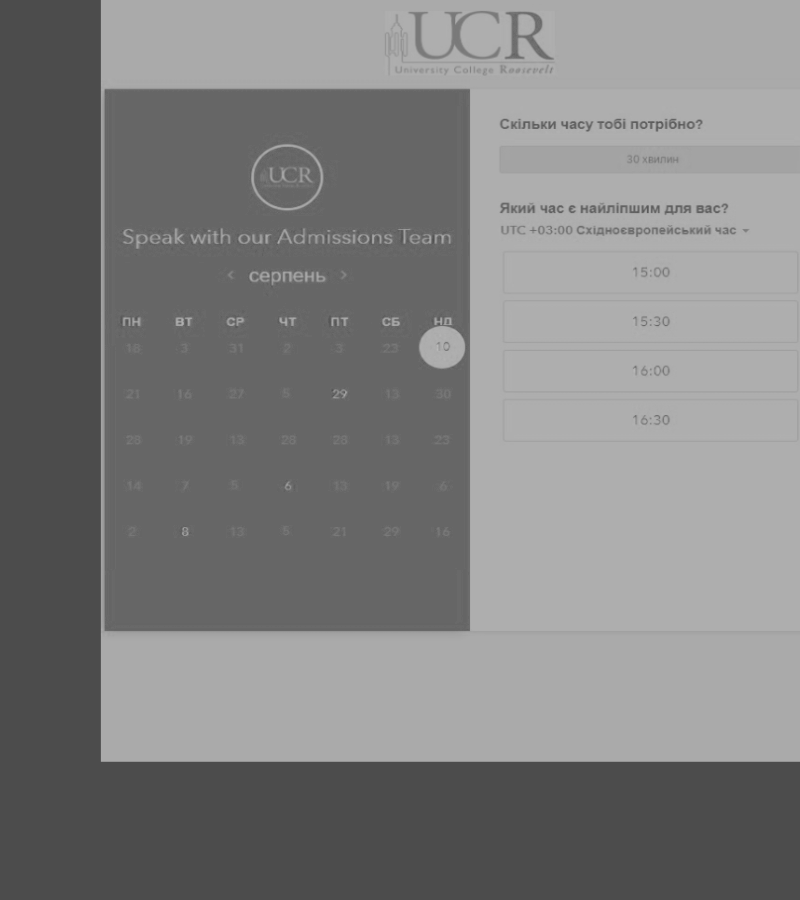 UCR
University College Roosevelt
UCR
Speak with our Admissions Team
< серпень >
ПН ВТ СР ЧТ ПТ СБ НД
18 3 31 2 3 23 10
21 16 27 5 29 13 30
28 19 13 28 28 13 23
14 7 5 6 13 19 6
2 8 13 5 21 29 16
Скільки часу тобі потрібно?
30 хвилин
Який час є найліпшим для вас?
UTC +03:00 Східноєвропейський час
15:00
15:30
16:00
16:30